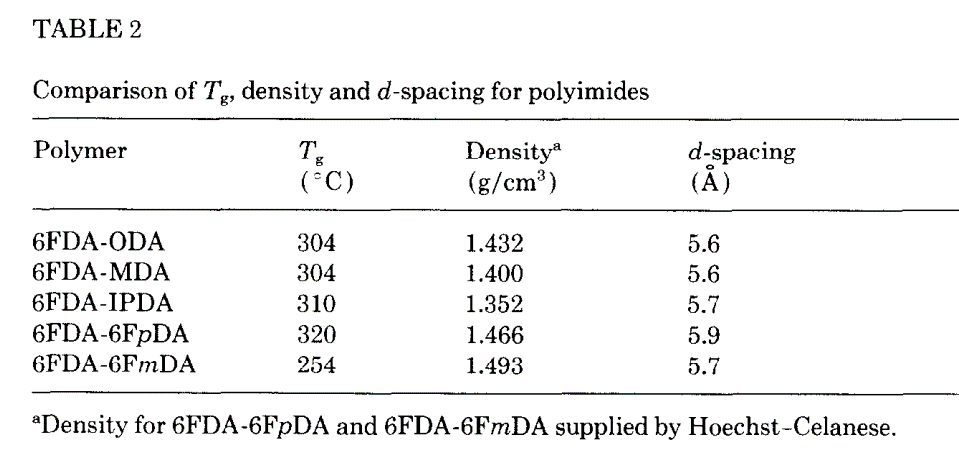 TABLE 2
Comparison of Tg, density and d-spacing for polyimides
Polymer Tg Densityᵃ d-spacing
(°C) (g/cm³) (Å)
6FDA-ODA 304 1.432 5.6
6FDA-MDA 304 1.400 5.6
6FDA-IPDA 310 1.352 5.7
6FDA-6FpDA 320 1.466 5.9
6FDA-6FmDA 254 1.493 5.7
ᵃDensity for 6FDA-6FpDA and 6FDA-6FmDA supplied by Hoechst-Celanese.